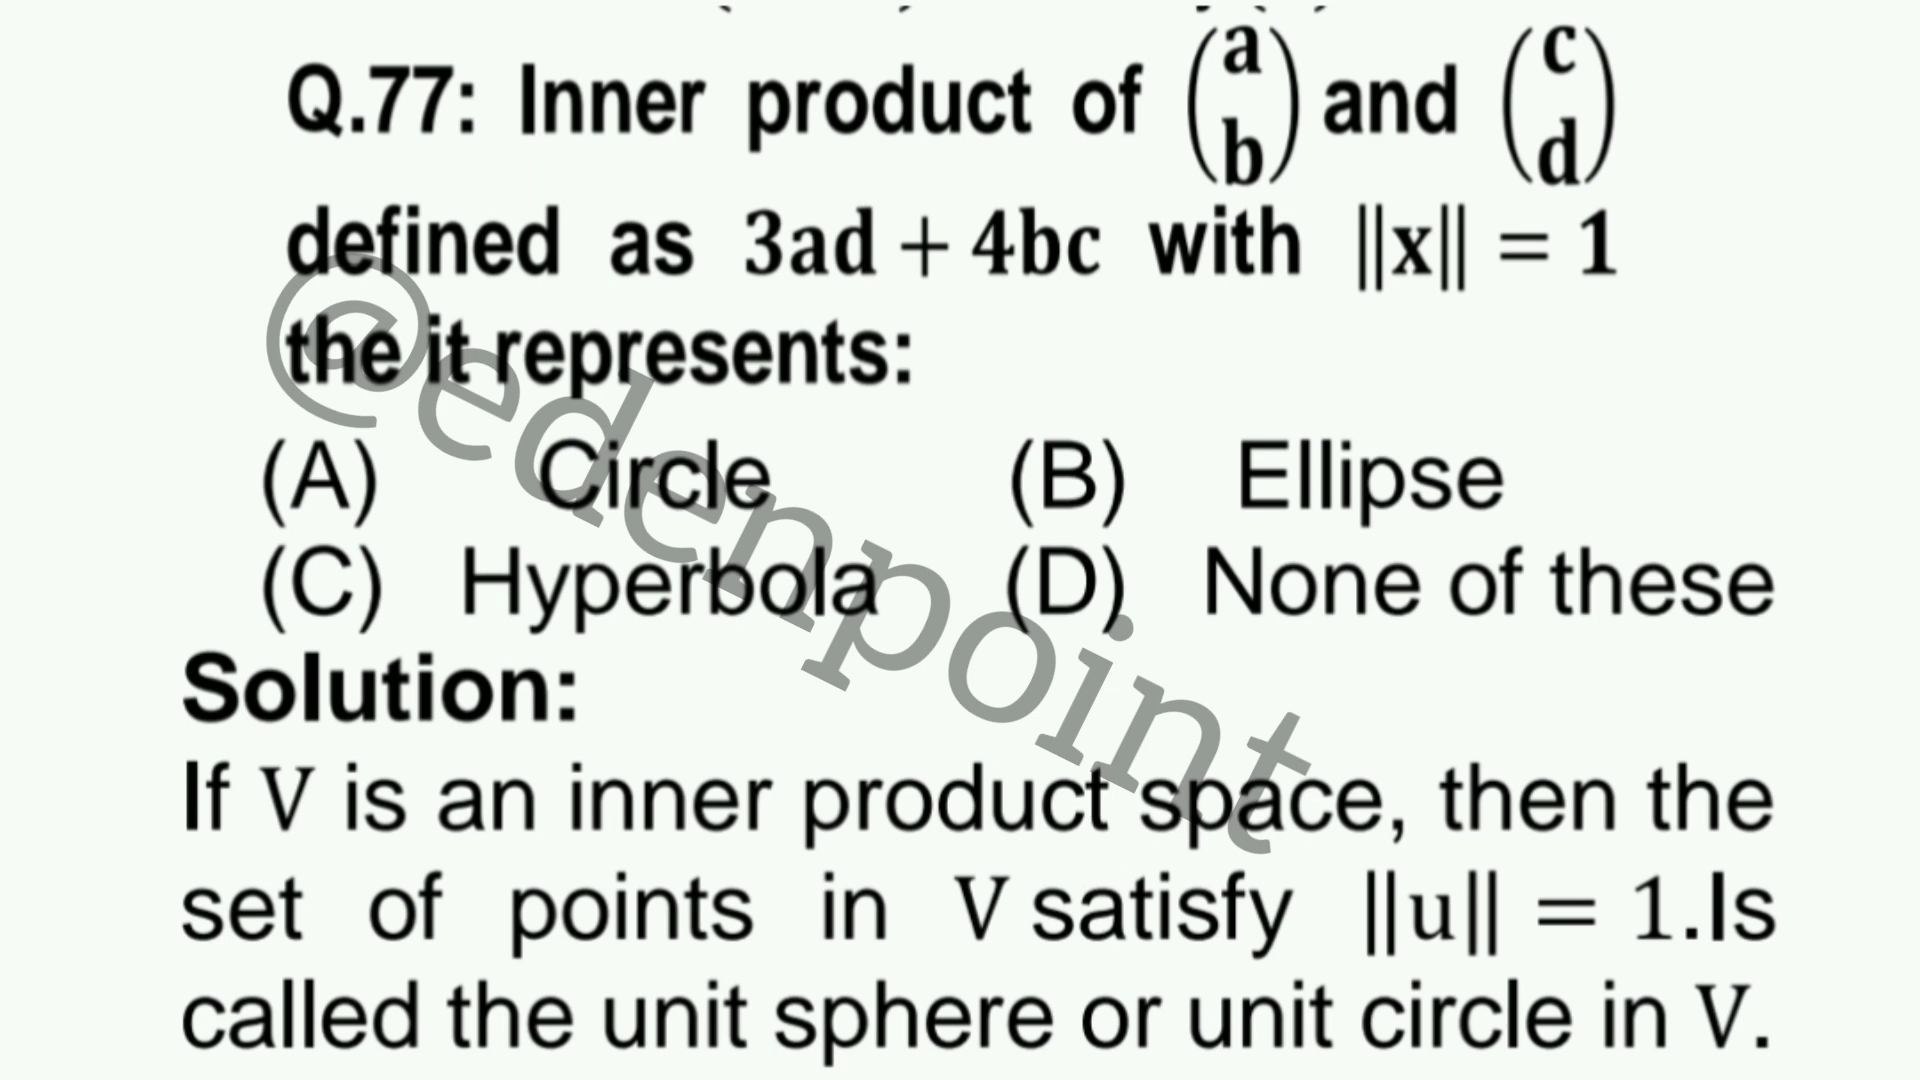 Q.77: Inner product of (a b) and (c d)
defined as 3ad + 4bc with ||x|| = 1
the it represents:
(A) Circle (B) Ellipse
(C) Hyperbola (D) None of these
Solution:
If V is an inner product space, then the
set of points in V satisfy ||u|| = 1.Is
called the unit sphere or unit circle in V.
@edenpoint